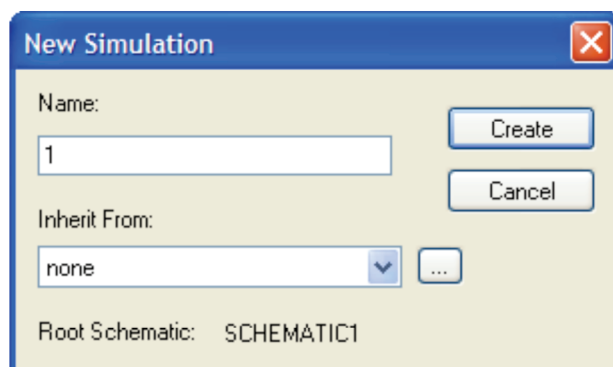 New Simulation
Name:
Create
1
Cancel
Inherit From:
none
...
Root Schematic: SCHEMATIC1